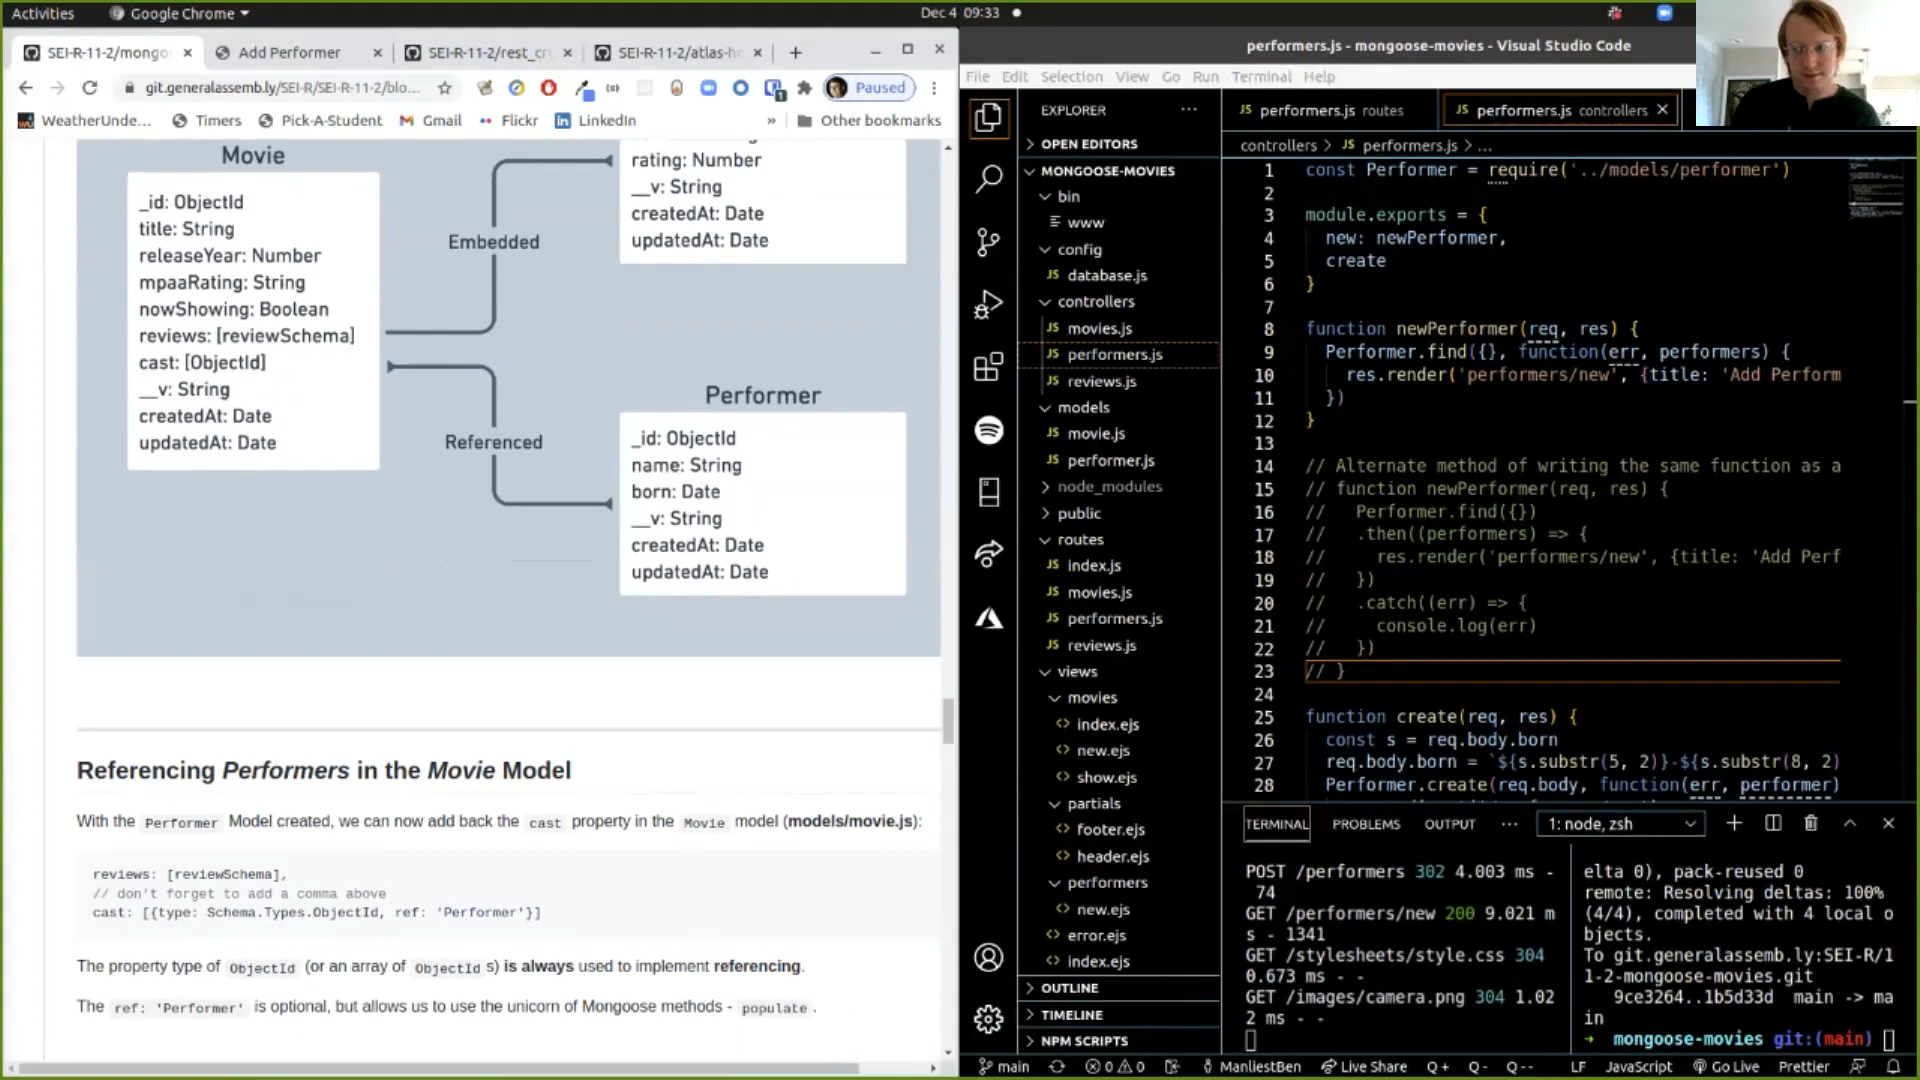 Activities
Google Chrome
Dec 4 09:33
SEI-R-11-2/mongo
Add Performer
SEI-R-11-2/rest_cr
SEI-R-11-2/atlas-he
git.generalassemb.ly/SEI-R/SEI-R-11-2/blo...
Paused
WeatherUnde...
Timers
Pick-A-Student
Gmail
Flickr
LinkedIn
»
Other bookmarks
Movie
_id: ObjectId
title: String
releaseYear: Number
mpaaRating: String
nowShowing: Boolean
reviews: [reviewSchema]
cast: [ObjectId]
__v: String
createdAt: Date
updatedAt: Date
Embedded
Referenced
rating: Number
__v: String
createdAt: Date
updatedAt: Date
Performer
_id: ObjectId
name: String
born: Date
__v: String
createdAt: Date
updatedAt: Date
Referencing Performers in the Movie Model
With the Performer Model created, we can now add back the cast property in the Movie model (models/movie.js):
reviews: [reviewSchema],
// don't forget to add a comma above
cast: [{type: Schema.Types.ObjectId, ref: 'Performer'}]
The property type of ObjectId (or an array of ObjectId s) is always used to implement referencing.
The ref: 'Performer' is optional, but allows us to use the unicorn of Mongoose methods - populate .
performers.js - mongoose-movies - Visual Studio Code
File Edit Selection View Go Run Terminal Help
EXPLORER
OPEN EDITORS
MONGOOSE-MOVIES
bin
www
config
JS database.js
controllers
JS movies.js
JS performers.js
JS reviews.js
models
JS movie.js
JS performer.js
node_modules
public
routes
JS index.js
JS movies.js
JS performers.js
JS reviews.js
views
movies
<> index.ejs
<> new.ejs
<> show.ejs
partials
<> footer.ejs
<> header.ejs
performers
<> new.ejs
<> error.ejs
<> index.ejs
OUTLINE
TIMELINE
NPM SCRIPTS
JS performers.js routes
JS performers.js controllers
controllers > JS performers.js > ...
1 const Performer = require('../models/performer')
2
3 module.exports = {
4 new: newPerformer,
5 create
6 }
7
8 function newPerformer(req, res) {
9 Performer.find({}, function(err, performers) {
10 res.render('performers/new', {title: 'Add Perform
11 })
12 }
13
14 // Alternate method of writing the same function as a
15 // function newPerformer(req, res) {
16 // Performer.find({})
17 // .then((performers) => {
18 // res.render('performers/new', {title: 'Add Perf
19 // })
20 // .catch((err) => {
21 // console.log(err)
22 // })
23 // }
24
25 function create(req, res) {
26 const s = req.body.born
27 req.body.born = `${s.substr(5, 2)}-${s.substr(8, 2)
28 Performer.create(req.body, function(err, performer)
TERMINAL
PROBLEMS
OUTPUT
...
1: node, zsh
POST /performers 302 4.003 ms -
74
GET /performers/new 200 9.021 m
s - 1341
GET /stylesheets/style.css 304
0.673 ms - -
GET /images/camera.png 304 1.02
2 ms - -
elta 0), pack-reused 0
remote: Resolving deltas: 100%
(4/4), completed with 4 local o
bjects.
To git.generalassemb.ly:SEI-R/1
1-2-mongoose-movies.git
9ce3264..1b5d33d main -> ma
in
mongoose-movies git:(main)
main
0 0
ManliestBen
Live Share
Q+
Q-
Q--
LF
JavaScript
Go Live
Prettier